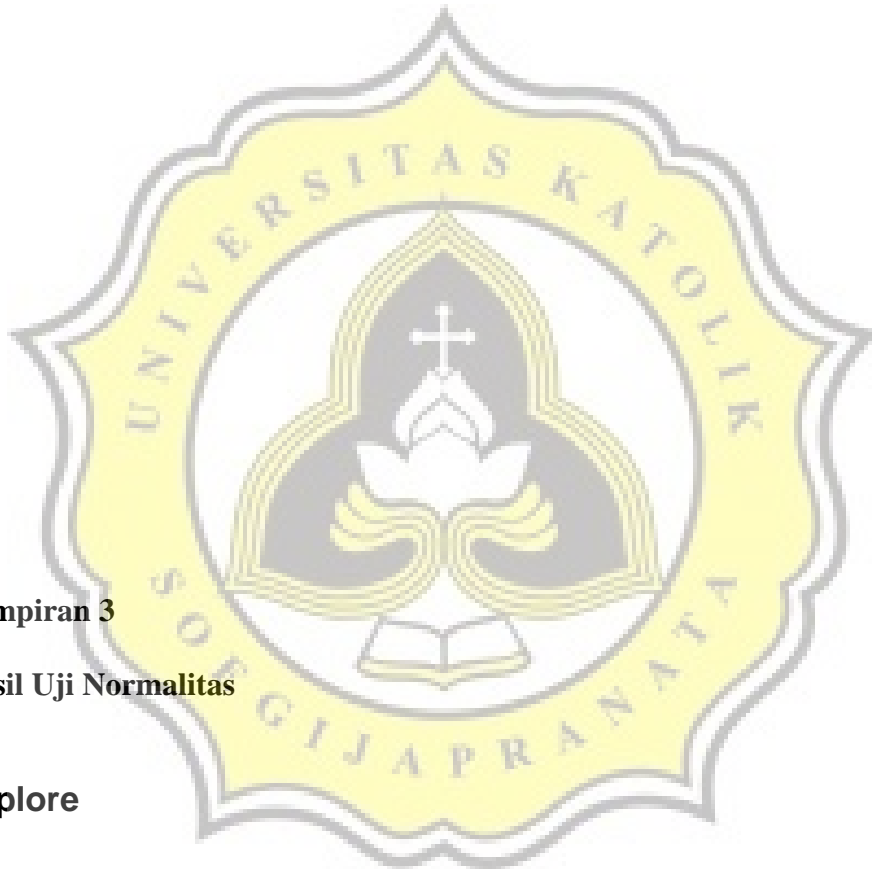 UNIVERSITAS KATOLIK
SOEGIJAPRANATA
mpiran 3
sil Uji Normalitas
plore